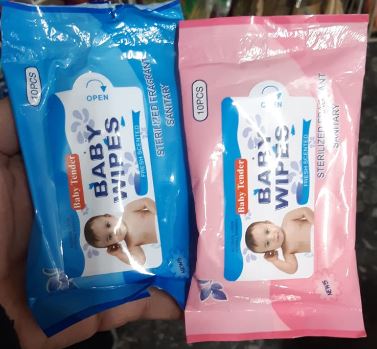 10PCS
OPEN
Baby Tender
BABY
WIPES
FRESH SCENTED
STERILIZED FRAGRANT
SANITARY
10PCS
OPEN
Baby Tender
BABY
WIPES
FRESH SCENTED
STERILIZED FRAGRANT
SANITARY
NEWS